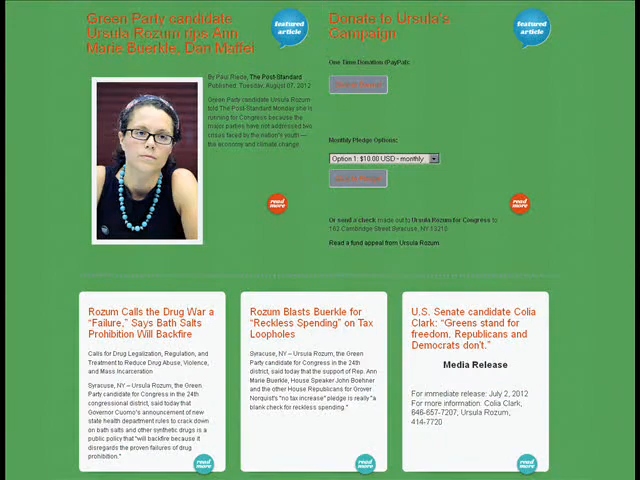 Green Party candidate
Ursula Rozum rips Ann
Marie Buerkle, Dan Maffei
featured
article
By Paul Riede, The Post-Standard
Published: Tuesday, August 07, 2012
Green Party candidate Ursula Rozum
told The Post-Standard Monday she is
running for Congress because the
major parties have not addressed two
crises faced by the nation's youth —
the economy and climate change.
read
more
Donate to Ursula's
Campaign
featured
article
One Time Donation (PayPal):
Monthly Pledge Options:
Option 1: $10.00 USD - monthly
read
more
Or send a check made out to Ursula Rozum for Congress to
162 Cambridge Street Syracuse, NY 13210
Read a fund appeal from Ursula Rozum.
Rozum Calls the Drug War a
“Failure,” Says Bath Salts
Prohibition Will Backfire
Calls for Drug Legalization, Regulation, and
Treatment to Reduce Drug Abuse, Violence,
and Mass Incarceration
Syracuse, NY – Ursula Rozum, the Green
Party candidate for Congress in the 24th
congressional district, said today that
Governor Cuomo's announcement of new
state health department rules to crack down
on bath salts and other synthetic drugs is a
public policy that "will backfire because it
disregards the proven failures of drug
prohibition."
read
more
Rozum Blasts Buerkle for
“Reckless Spending” on Tax
Loopholes
Syracuse, NY – Ursula Rozum, the Green
Party candidate for Congress in the 24th
district, said today that the support of Rep. Ann
Marie Buerkle, House Speaker John Boehner
and the other House Republicans for Grover
Norquist's "no tax increase" pledge is really "a
blank check for reckless spending."
read
more
U.S. Senate candidate Colia
Clark: “Greens stand for
freedom, Republicans and
Democrats don't.”
Media Release
For immediate release: July 2, 2012
For more information: Colia Clark,
646-657-7207, Ursula Rozum,
414-7720
read
more